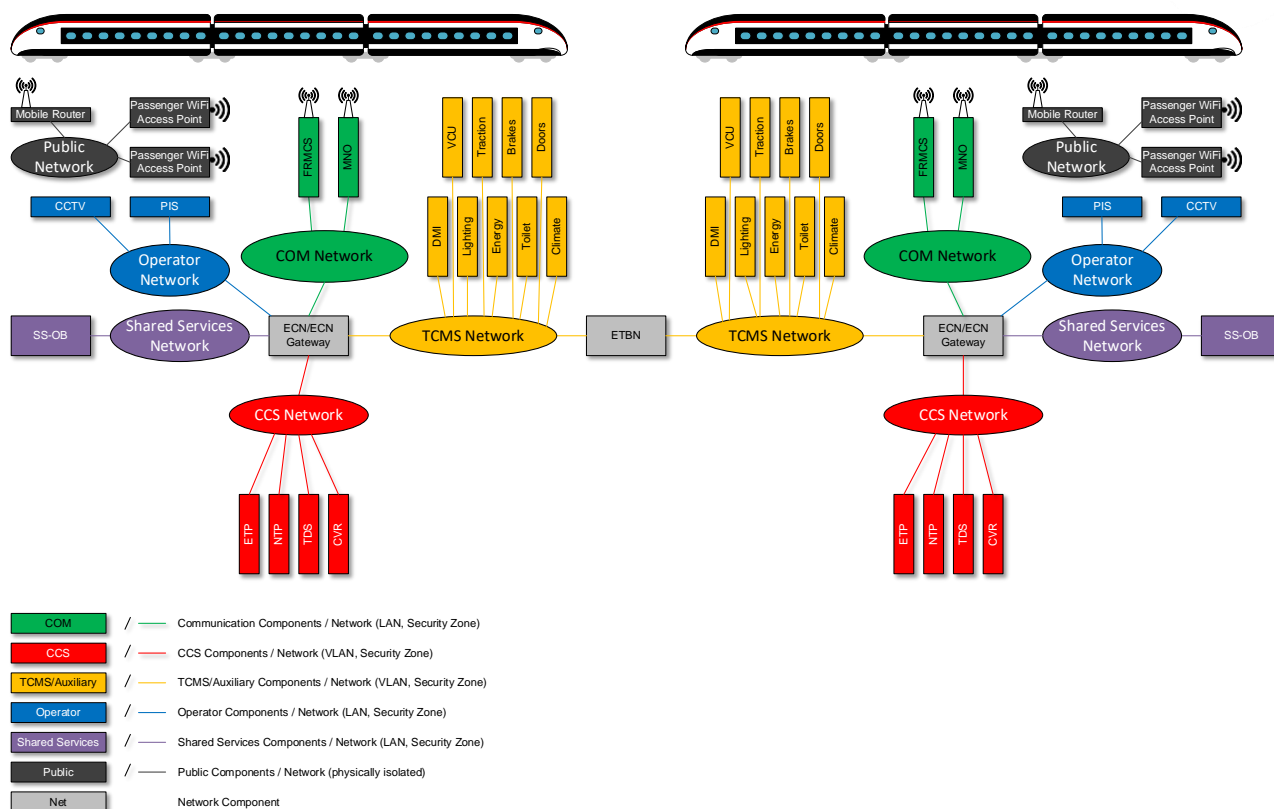 Mobile Router
Passenger WiFi
Access Point
Public
Network
Passenger WiFi
Access Point
CCTV
PIS
Operator
Network
FRMCS
MNO
COM Network
VCU
Traction
Brakes
Doors
DMI
Lighting
Energy
Toilet
Climate
SS-OB
Shared Services
Network
ECN/ECN
Gateway
TCMS Network
ETBN
CCS Network
ETP
NTP
TDS
CVR
VCU
Traction
Brakes
Doors
DMI
Lighting
Energy
Toilet
Climate
TCMS Network
FRMCS
MNO
COM Network
Mobile Router
Passenger WiFi
Access Point
Public
Network
Passenger WiFi
Access Point
PIS
CCTV
Operator
Network
ECN/ECN
Gateway
Shared Services
Network
SS-OB
CCS Network
ETP
NTP
TDS
CVR
COM / Communication Components / Network (LAN, Security Zone)
CCS / CCS Components / Network (VLAN, Security Zone)
TCMS/Auxiliary / TCMS/Auxiliary Components / Network (VLAN, Security Zone)
Operator / Operator Components / Network (LAN, Security Zone)
Shared Services / Shared Services Components / Network (LAN, Security Zone)
Public / Public Components / Network (physically isolated)
Net Network Component